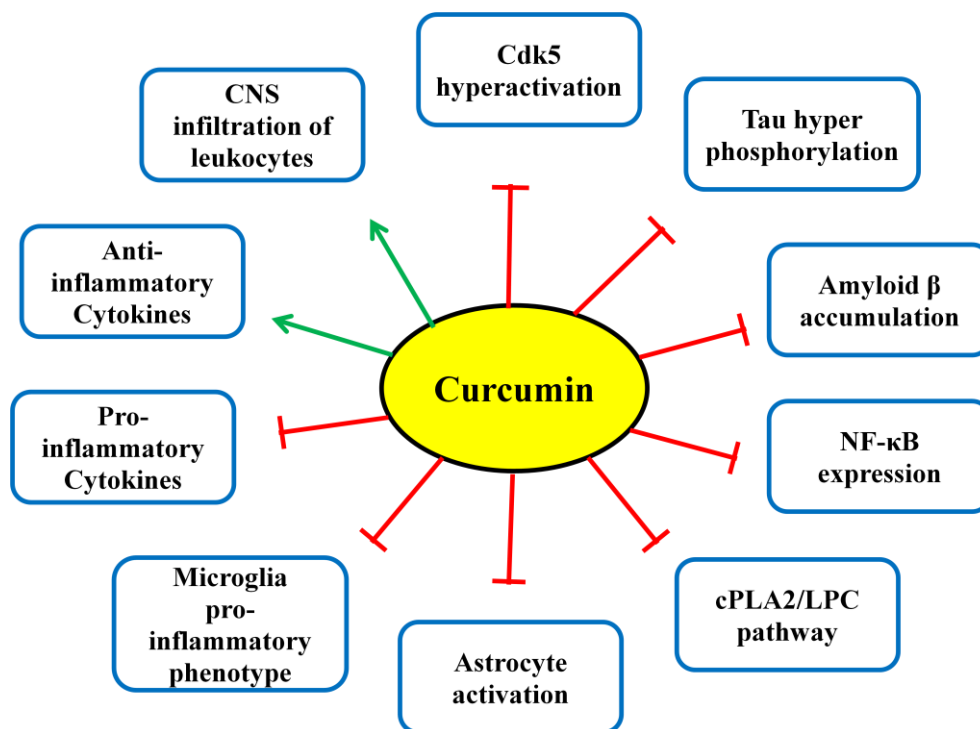 Cdk5
hyperactivation
CNS
infiltration of
leukocytes
Tau hyper
phosphorylation
Anti-
inflammatory
Cytokines
Amyloid β
accumulation
Curcumin
Pro-
inflammatory
Cytokines
NF-κB
expression
Microglia
pro-
inflammatory
phenotype
cPLA2/LPC
pathway
Astrocyte
activation